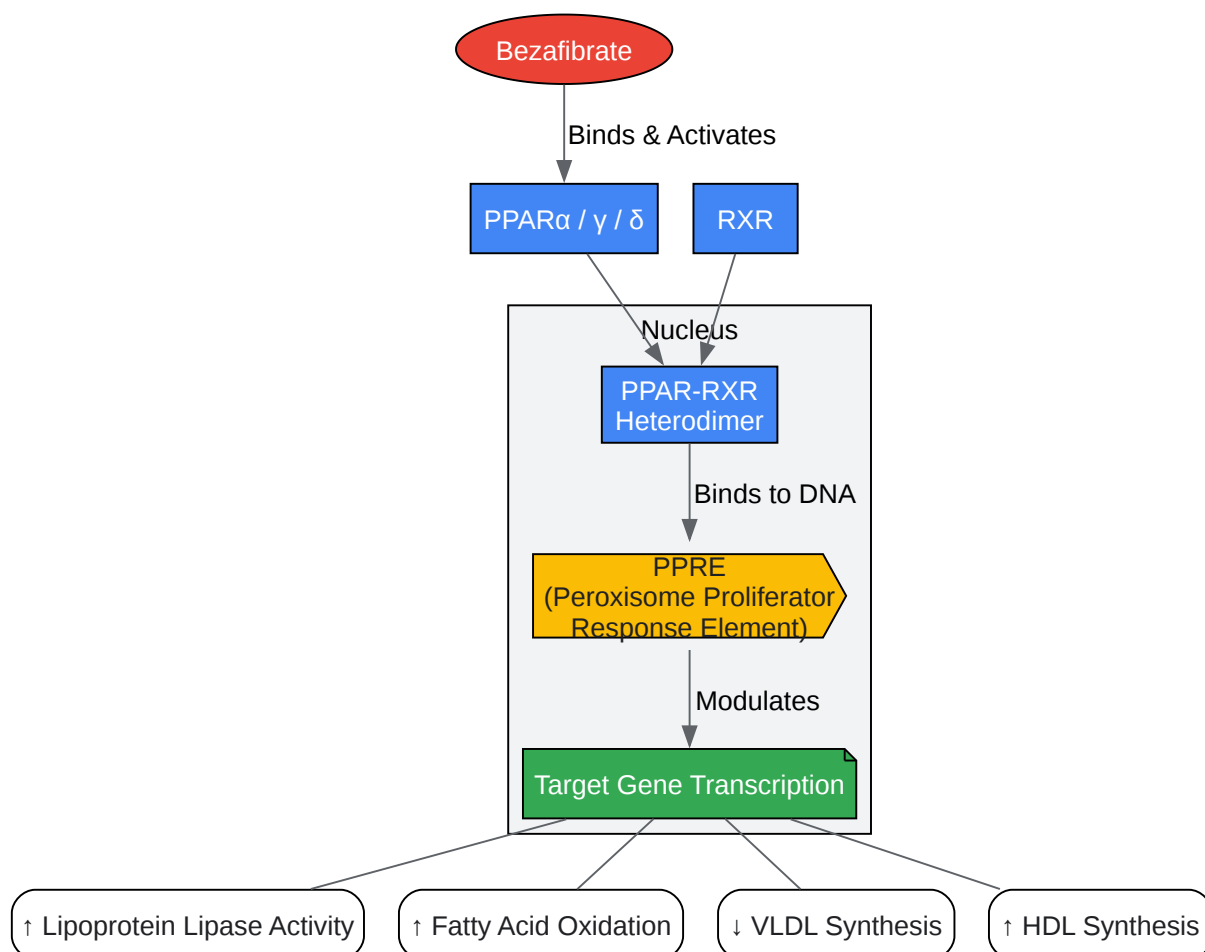 Bezafibrate
Binds & Activates
PPARα / γ / δ
RXR
Nucleus
PPAR-RXR
Heterodimer
Binds to DNA
PPRE
(Peroxisome Proliferator
Response Element)
Modulates
Target Gene Transcription
↑ Lipoprotein Lipase Activity
↑ Fatty Acid Oxidation
↓ VLDL Synthesis
↑ HDL Synthesis